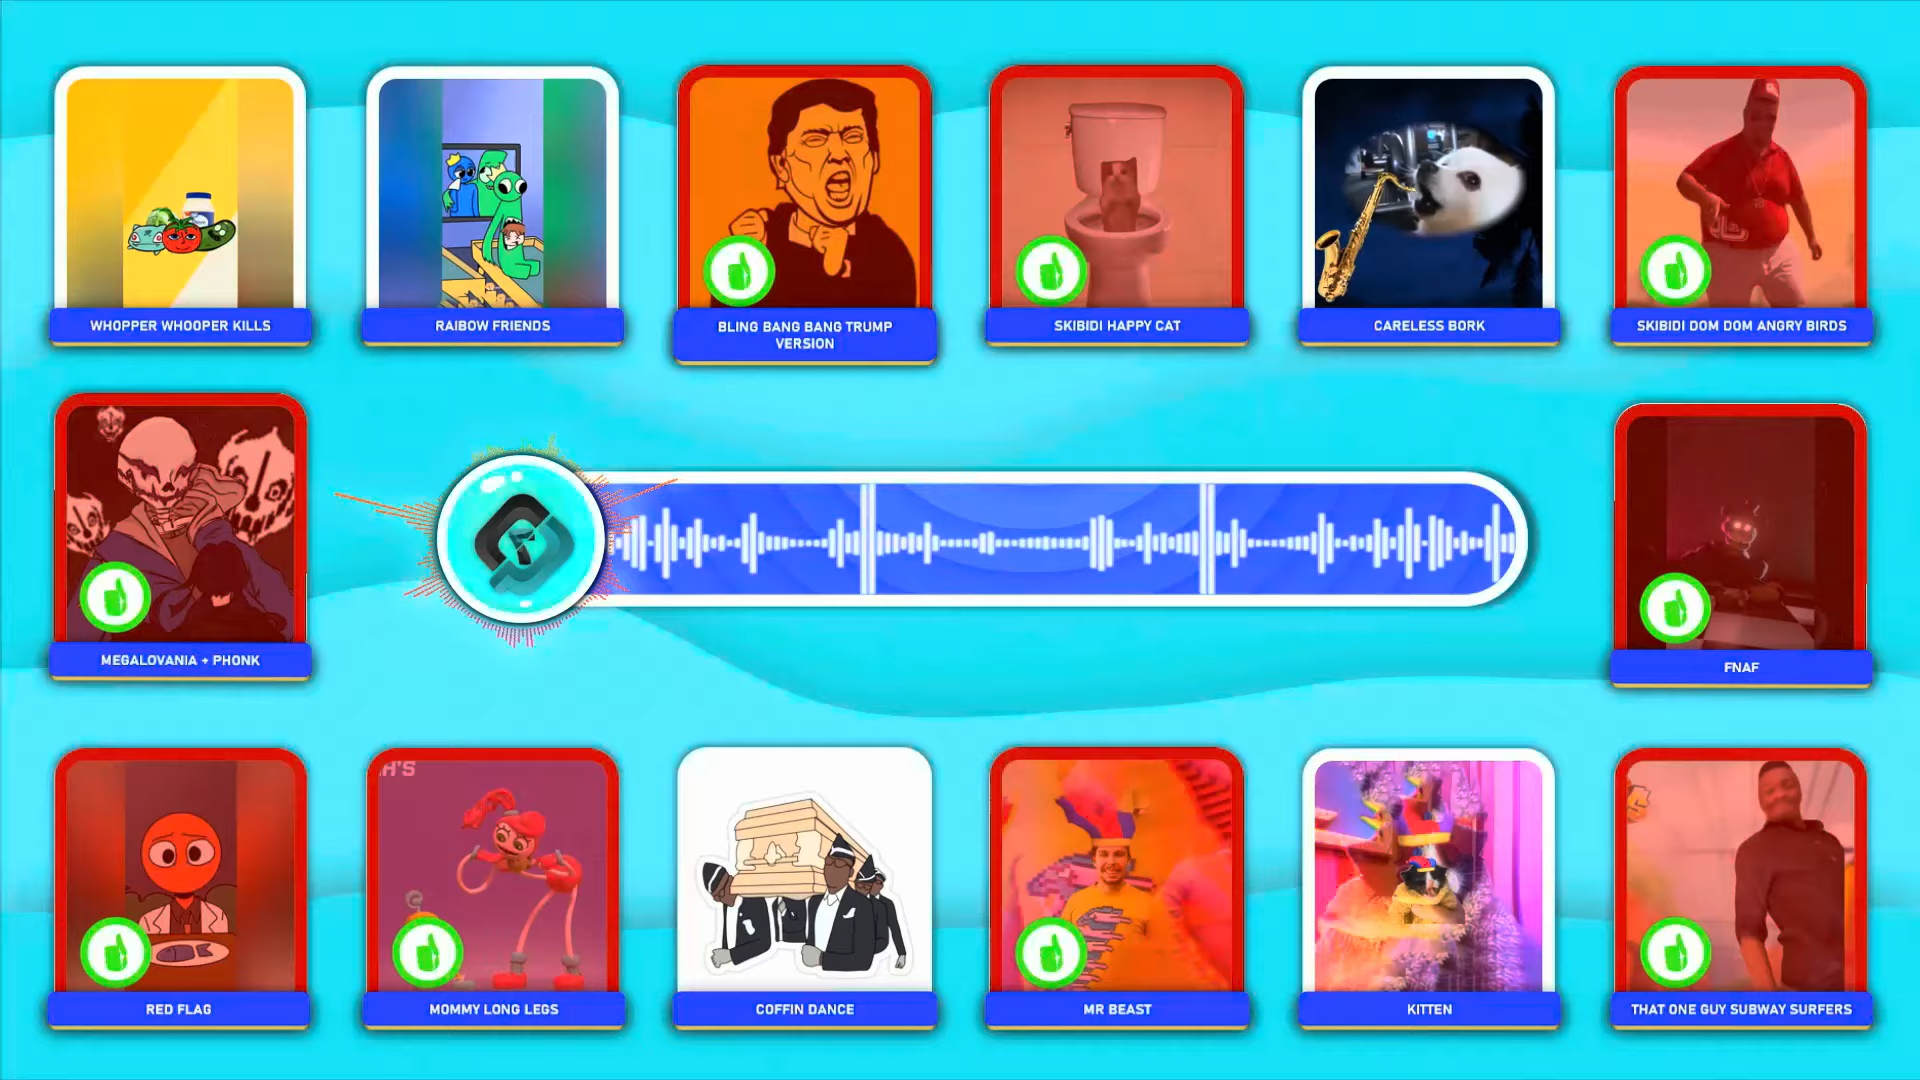 WHOPPER WHOOPER KILLS
RAIBOW FRIENDS
BLING BANG BANG TRUMP
VERSION
SKIBIDI HAPPY CAT
CARELESS BORK
SKIBIDI DOM DOM ANGRY BIRDS
MEGALOVANIA + PHONK
FNAF
H'S
RED FLAG
MOMMY LONG LEGS
COFFIN DANCE
MR BEAST
KITTEN
THAT ONE GUY SUBWAY SURFERS